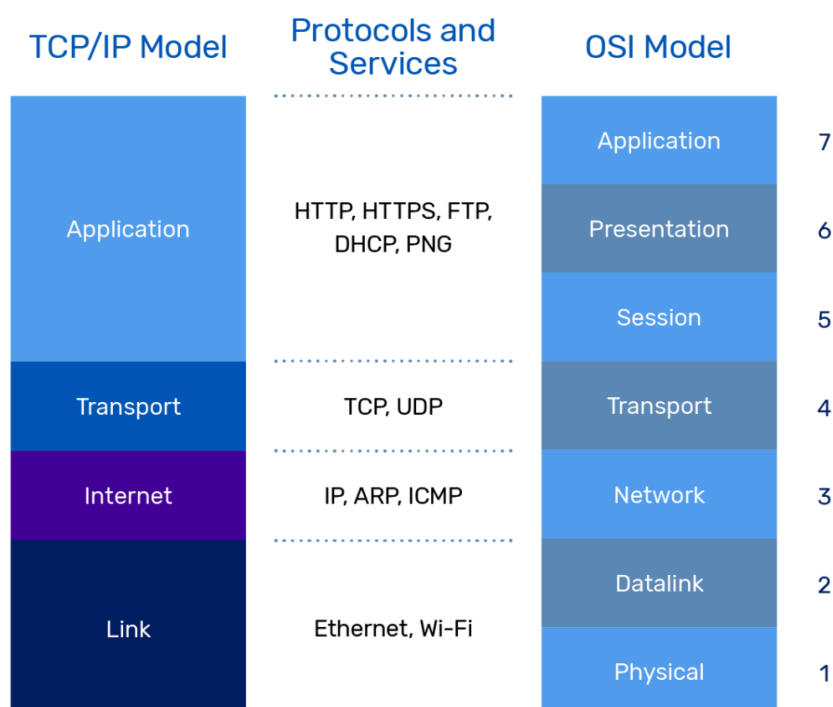 TCP/IP Model
Application
Transport
Internet
Link
Protocols and
Services
HTTP, HTTPS, FTP,
DHCP, PNG
TCP, UDP
IP, ARP, ICMP
Ethernet, Wi-Fi
OSI Model
Application 7
Presentation 6
Session 5
Transport 4
Network 3
Datalink 2
Physical 1